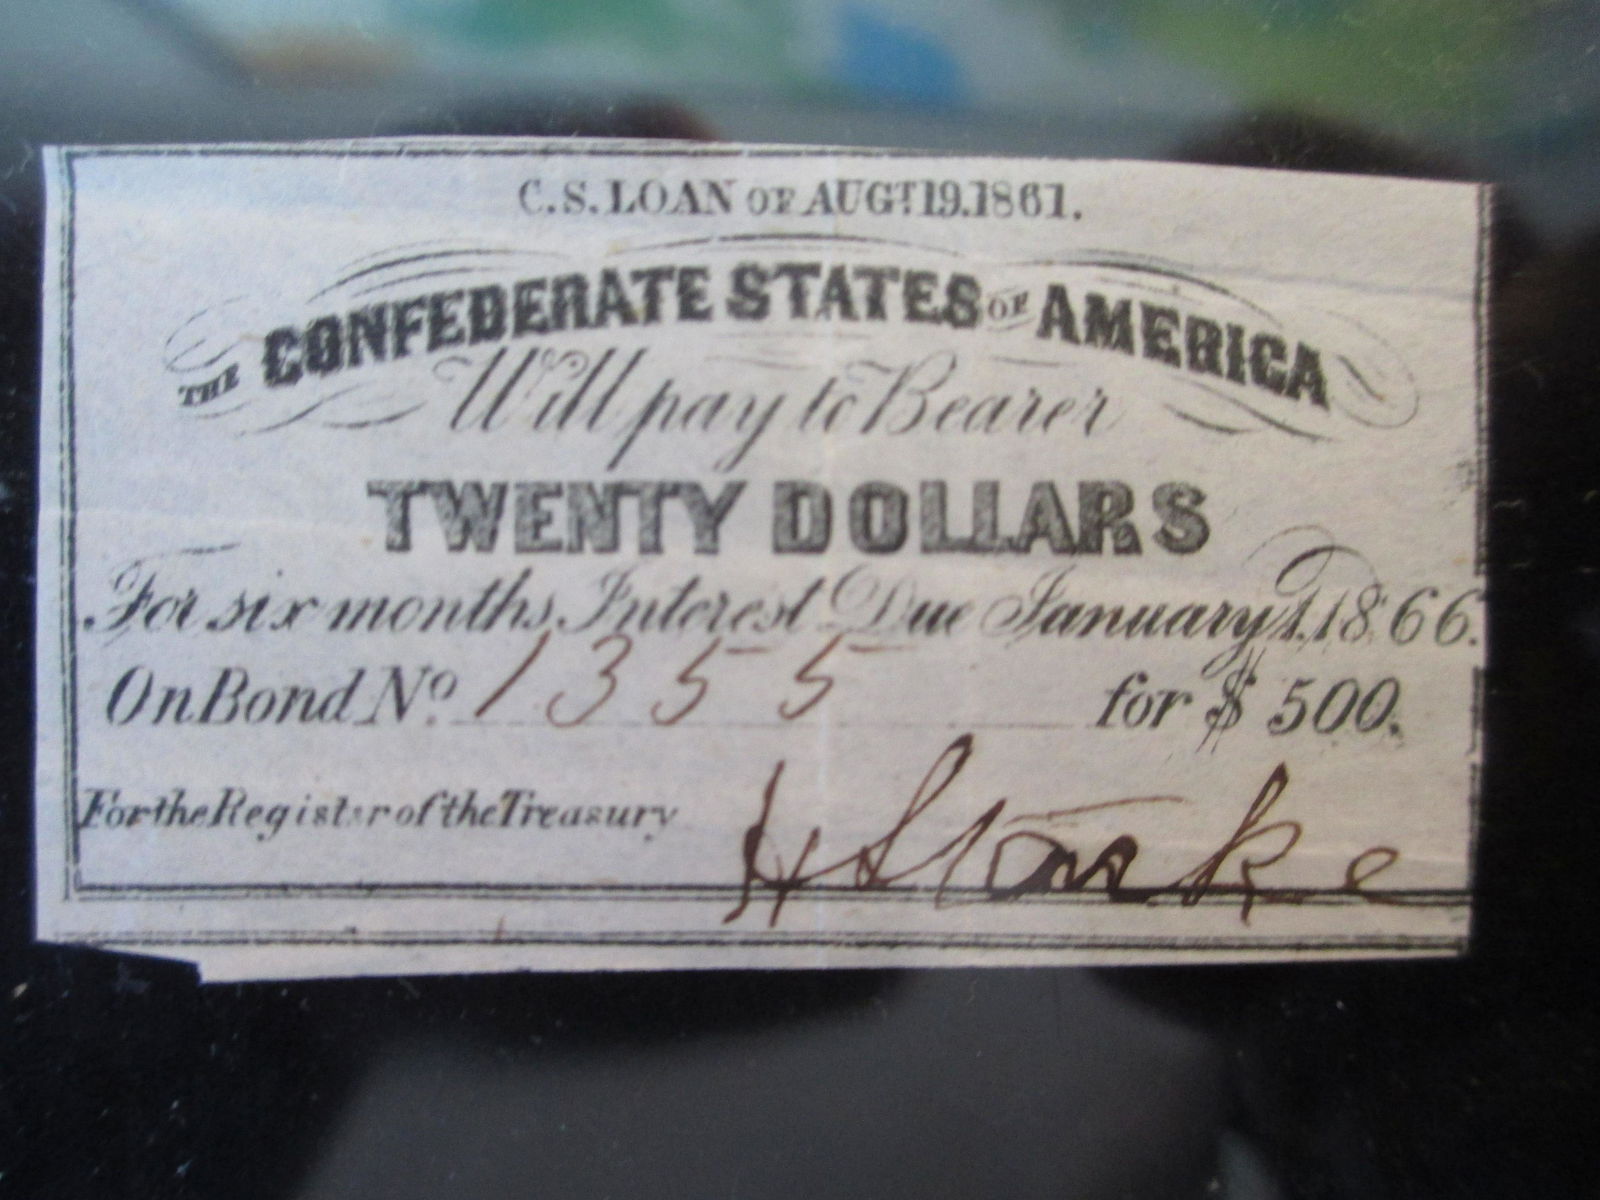 C.S. LOAN OF AUGT. 19. 1861.
THE CONFEDERATE STATES OF AMERICA
Will pay to Bearer
TWENTY DOLLARS
For six months Interest Due January 1, 1866.
On Bond No. 1355 for $ 500.
For the Register of the Treasury